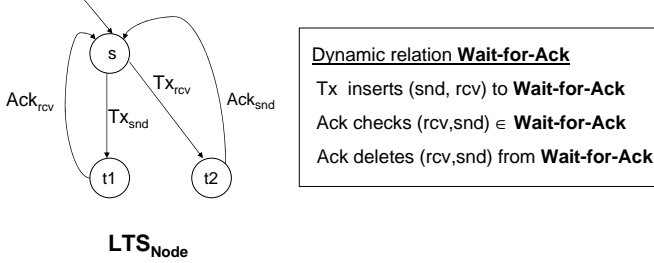 s
Ack_rcv
Tx_snd
Tx_rcv
Ack_snd
t1
t2
LTS_Node
Dynamic relation Wait-for-Ack
Tx inserts (snd, rcv) to Wait-for-Ack
Ack checks (rcv,snd) ∈ Wait-for-Ack
Ack deletes (rcv,snd) from Wait-for-Ack